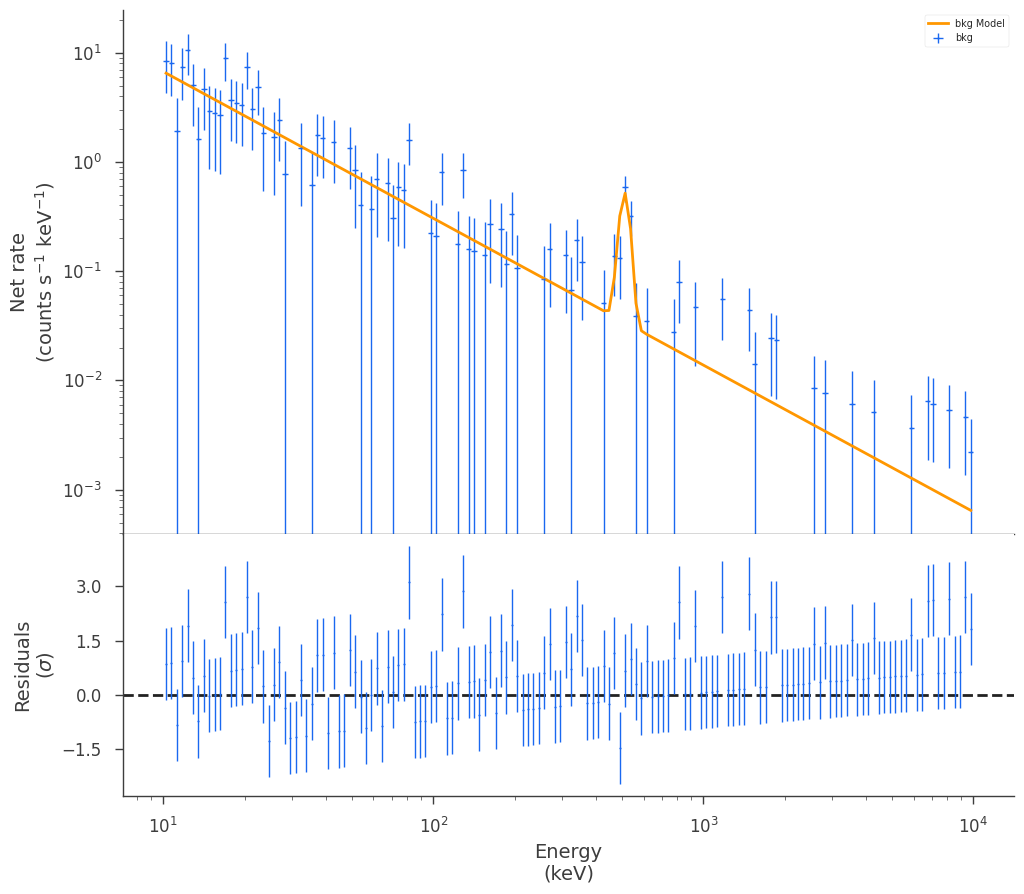 bkg Model
bkg
Net rate
(counts s⁻¹ keV⁻¹)
10¹
10⁰
10⁻¹
10⁻²
10⁻³
Residuals
(σ)
3.0
1.5
0.0
−1.5
10¹ 10² 10³ 10⁴
Energy
(keV)